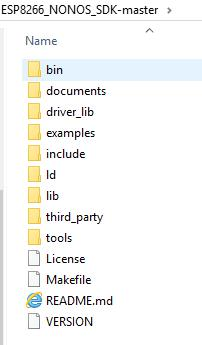 ESP8266_NONOS_SDK-master
Name
bin
documents
driver_lib
examples
include
ld
lib
third_party
tools
License
Makefile
README.md
VERSION